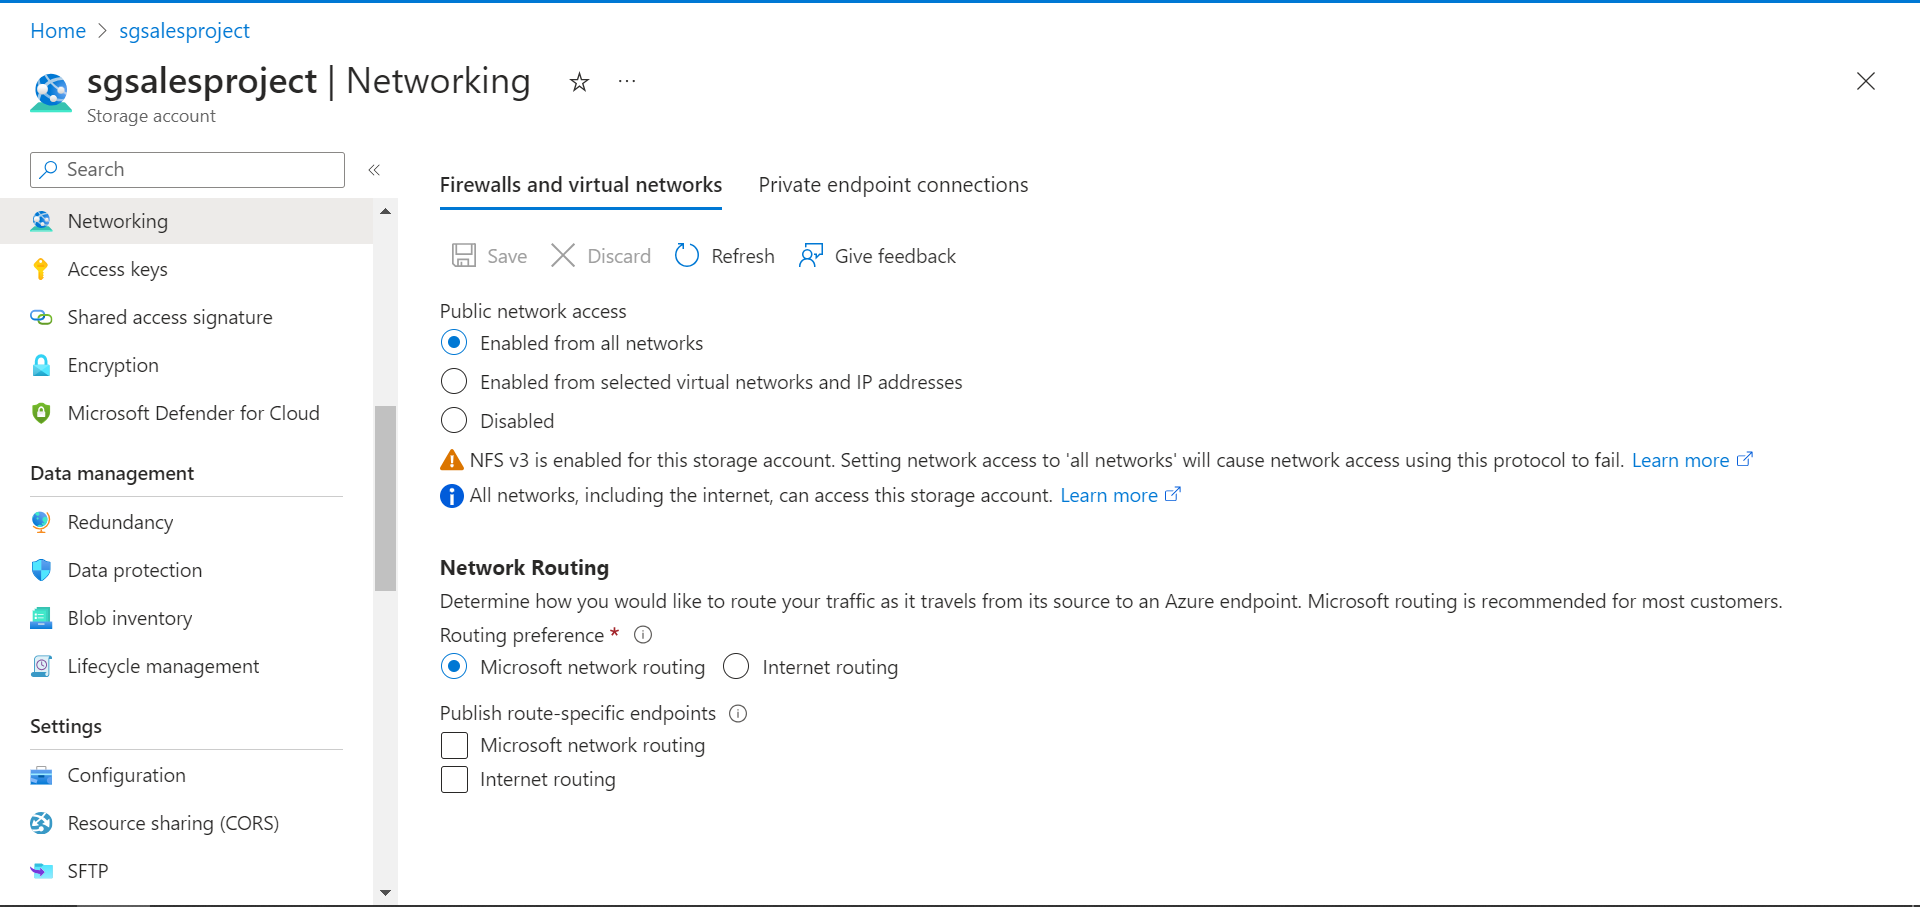 Home > sgsalesproject
sgsalesproject | Networking
Storage account
Search
Networking
Access keys
Shared access signature
Encryption
Microsoft Defender for Cloud
Data management
Redundancy
Data protection
Blob inventory
Lifecycle management
Settings
Configuration
Resource sharing (CORS)
SFTP
Firewalls and virtual networks Private endpoint connections
Save Discard Refresh Give feedback
Public network access
Enabled from all networks
Enabled from selected virtual networks and IP addresses
Disabled
NFS v3 is enabled for this storage account. Setting network access to 'all networks' will cause network access using this protocol to fail. Learn more
All networks, including the internet, can access this storage account. Learn more
Network Routing
Determine how you would like to route your traffic as it travels from its source to an Azure endpoint. Microsoft routing is recommended for most customers.
Routing preference *
Microsoft network routing Internet routing
Publish route-specific endpoints
Microsoft network routing
Internet routing